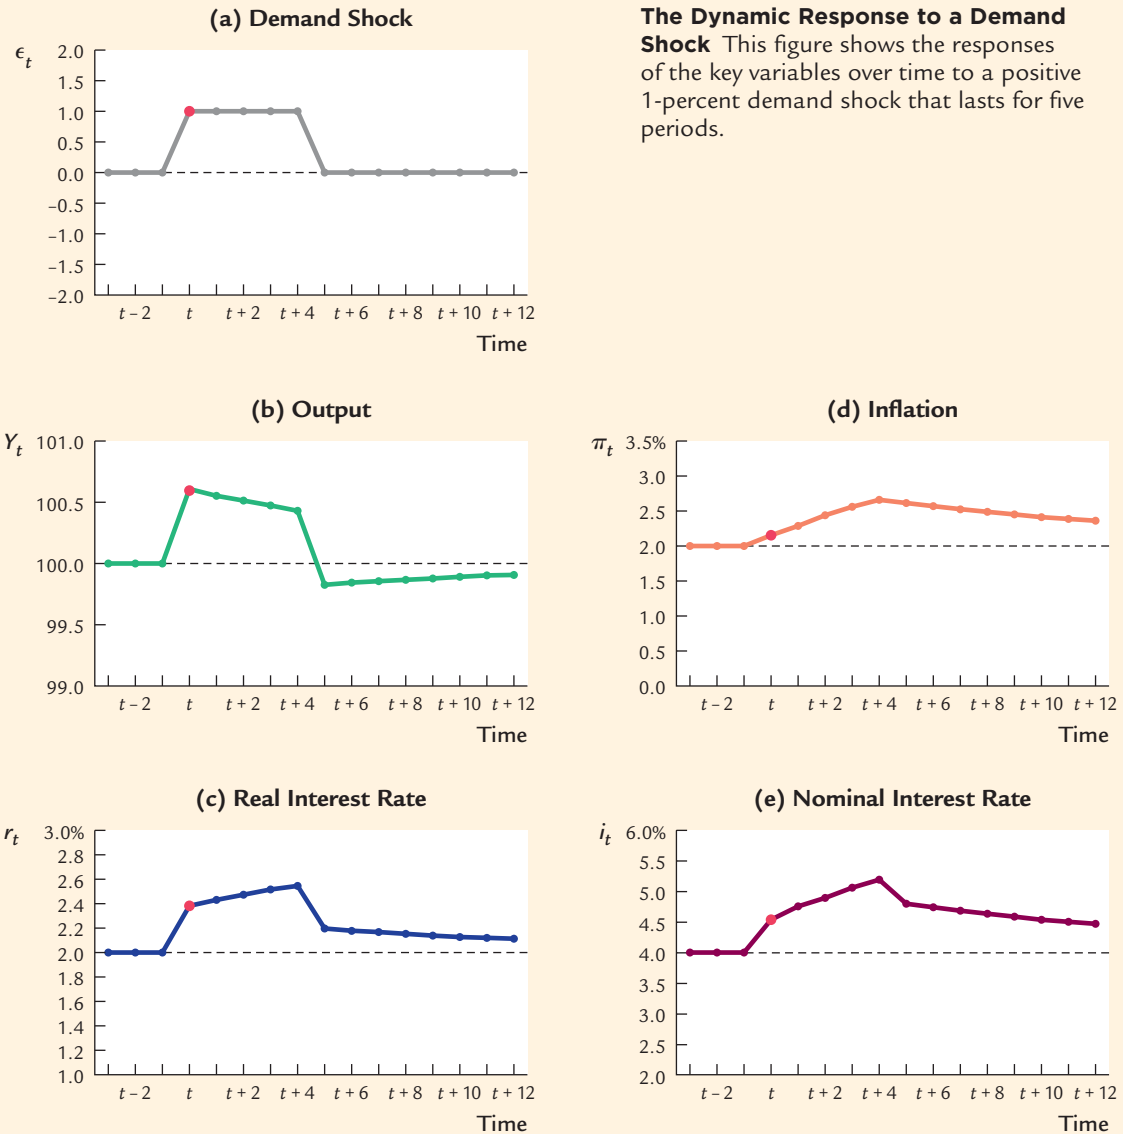 (a) Demand Shock
The Dynamic Response to a Demand
Shock This figure shows the responses
of the key variables over time to a positive
1-percent demand shock that lasts for five
periods.
ϵt 2.0
1.5
1.0
0.5
0.0
–0.5
–1.0
–1.5
–2.0
t – 2 t t + 2 t + 4 t + 6 t + 8 t + 10 t + 12
Time
(b) Output
Yt 101.0
100.5
100.0
99.5
99.0
t – 2 t t + 2 t + 4 t + 6 t + 8 t + 10 t + 12
Time
(d) Inflation
πt 3.5%
3.0
2.5
2.0
1.5
1.0
0.5
0.0
t – 2 t t + 2 t + 4 t + 6 t + 8 t + 10 t + 12
Time
(c) Real Interest Rate
rt 3.0%
2.8
2.6
2.4
2.2
2.0
1.8
1.6
1.4
1.2
1.0
t – 2 t t + 2 t + 4 t + 6 t + 8 t + 10 t + 12
Time
(e) Nominal Interest Rate
it 6.0%
5.5
5.0
4.5
4.0
3.5
3.0
2.5
2.0
t – 2 t t + 2 t + 4 t + 6 t + 8 t + 10 t + 12
Time